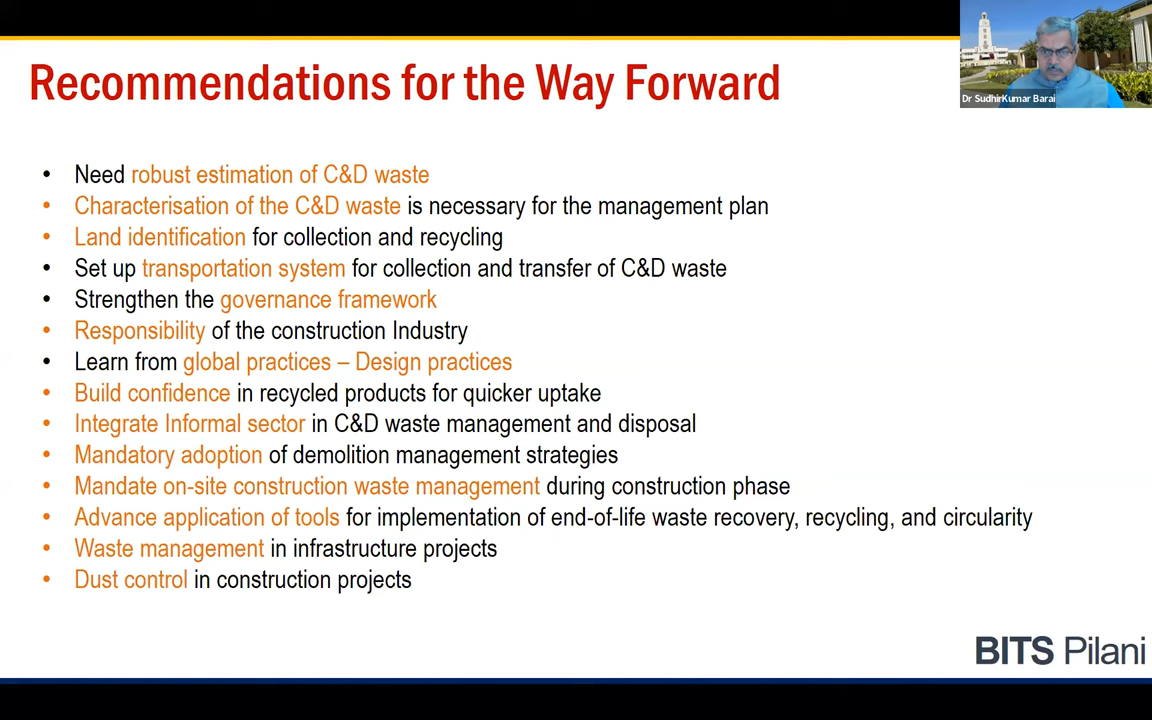 Dr SudhirKumar Barai
Recommendations for the Way Forward
• Need robust estimation of C&D waste
• Characterisation of the C&D waste is necessary for the management plan
• Land identification for collection and recycling
• Set up transportation system for collection and transfer of C&D waste
• Strengthen the governance framework
• Responsibility of the construction Industry
• Learn from global practices – Design practices
• Build confidence in recycled products for quicker uptake
• Integrate Informal sector in C&D waste management and disposal
• Mandatory adoption of demolition management strategies
• Mandate on-site construction waste management during construction phase
• Advance application of tools for implementation of end-of-life waste recovery, recycling, and circularity
• Waste management in infrastructure projects
• Dust control in construction projects
BITS Pilani